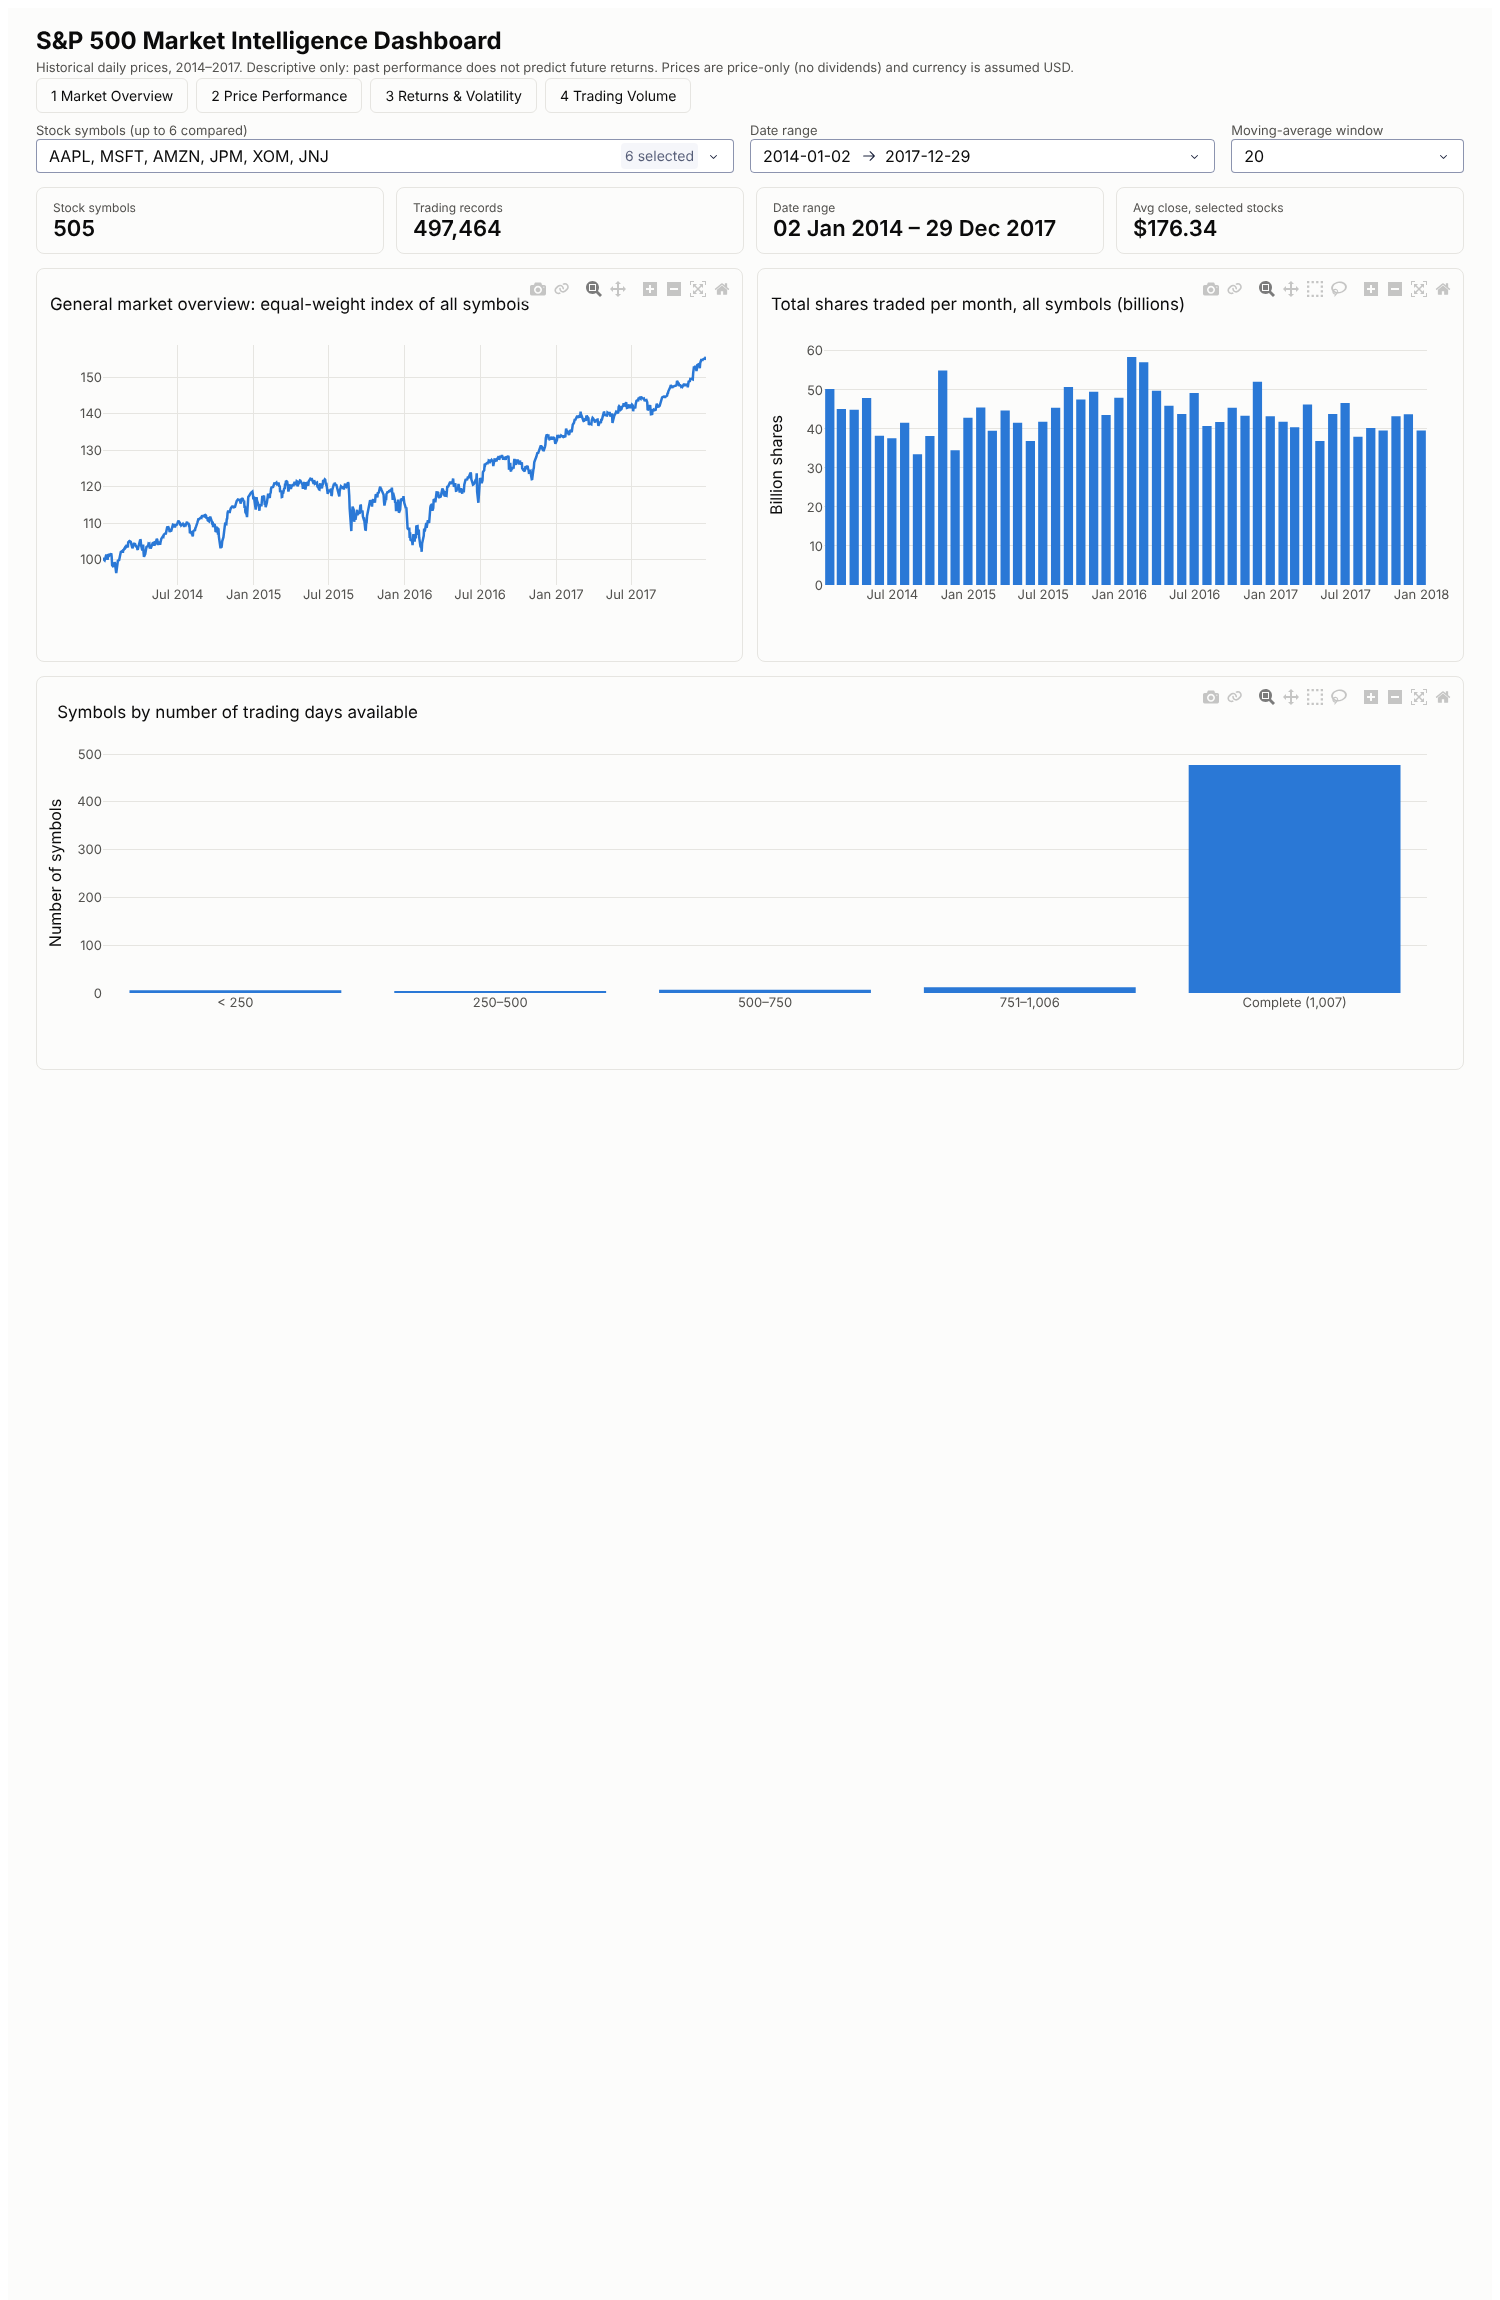 S&P 500 Market Intelligence Dashboard
Historical daily prices, 2014–2017. Descriptive only: past performance does not predict future returns. Prices are price-only (no dividends) and currency is assumed USD.
1 Market Overview
2 Price Performance
3 Returns & Volatility
4 Trading Volume
Stock symbols (up to 6 compared)
AAPL, MSFT, AMZN, JPM, XOM, JNJ
6 selected
Date range
2014-01-02 → 2017-12-29
Moving-average window
20
Stock symbols
505
Trading records
497,464
Date range
02 Jan 2014 – 29 Dec 2017
Avg close, selected stocks
$176.34
General market overview: equal-weight index of all symbols
150
140
130
120
110
100
Jul 2014
Jan 2015
Jul 2015
Jan 2016
Jul 2016
Jan 2017
Jul 2017
Total shares traded per month, all symbols (billions)
Billion shares
60
50
40
30
20
10
0
Jul 2014
Jan 2015
Jul 2015
Jan 2016
Jul 2016
Jan 2017
Jul 2017
Jan 2018
Symbols by number of trading days available
Number of symbols
500
400
300
200
100
0
< 250
250–500
500–750
751–1,006
Complete (1,007)